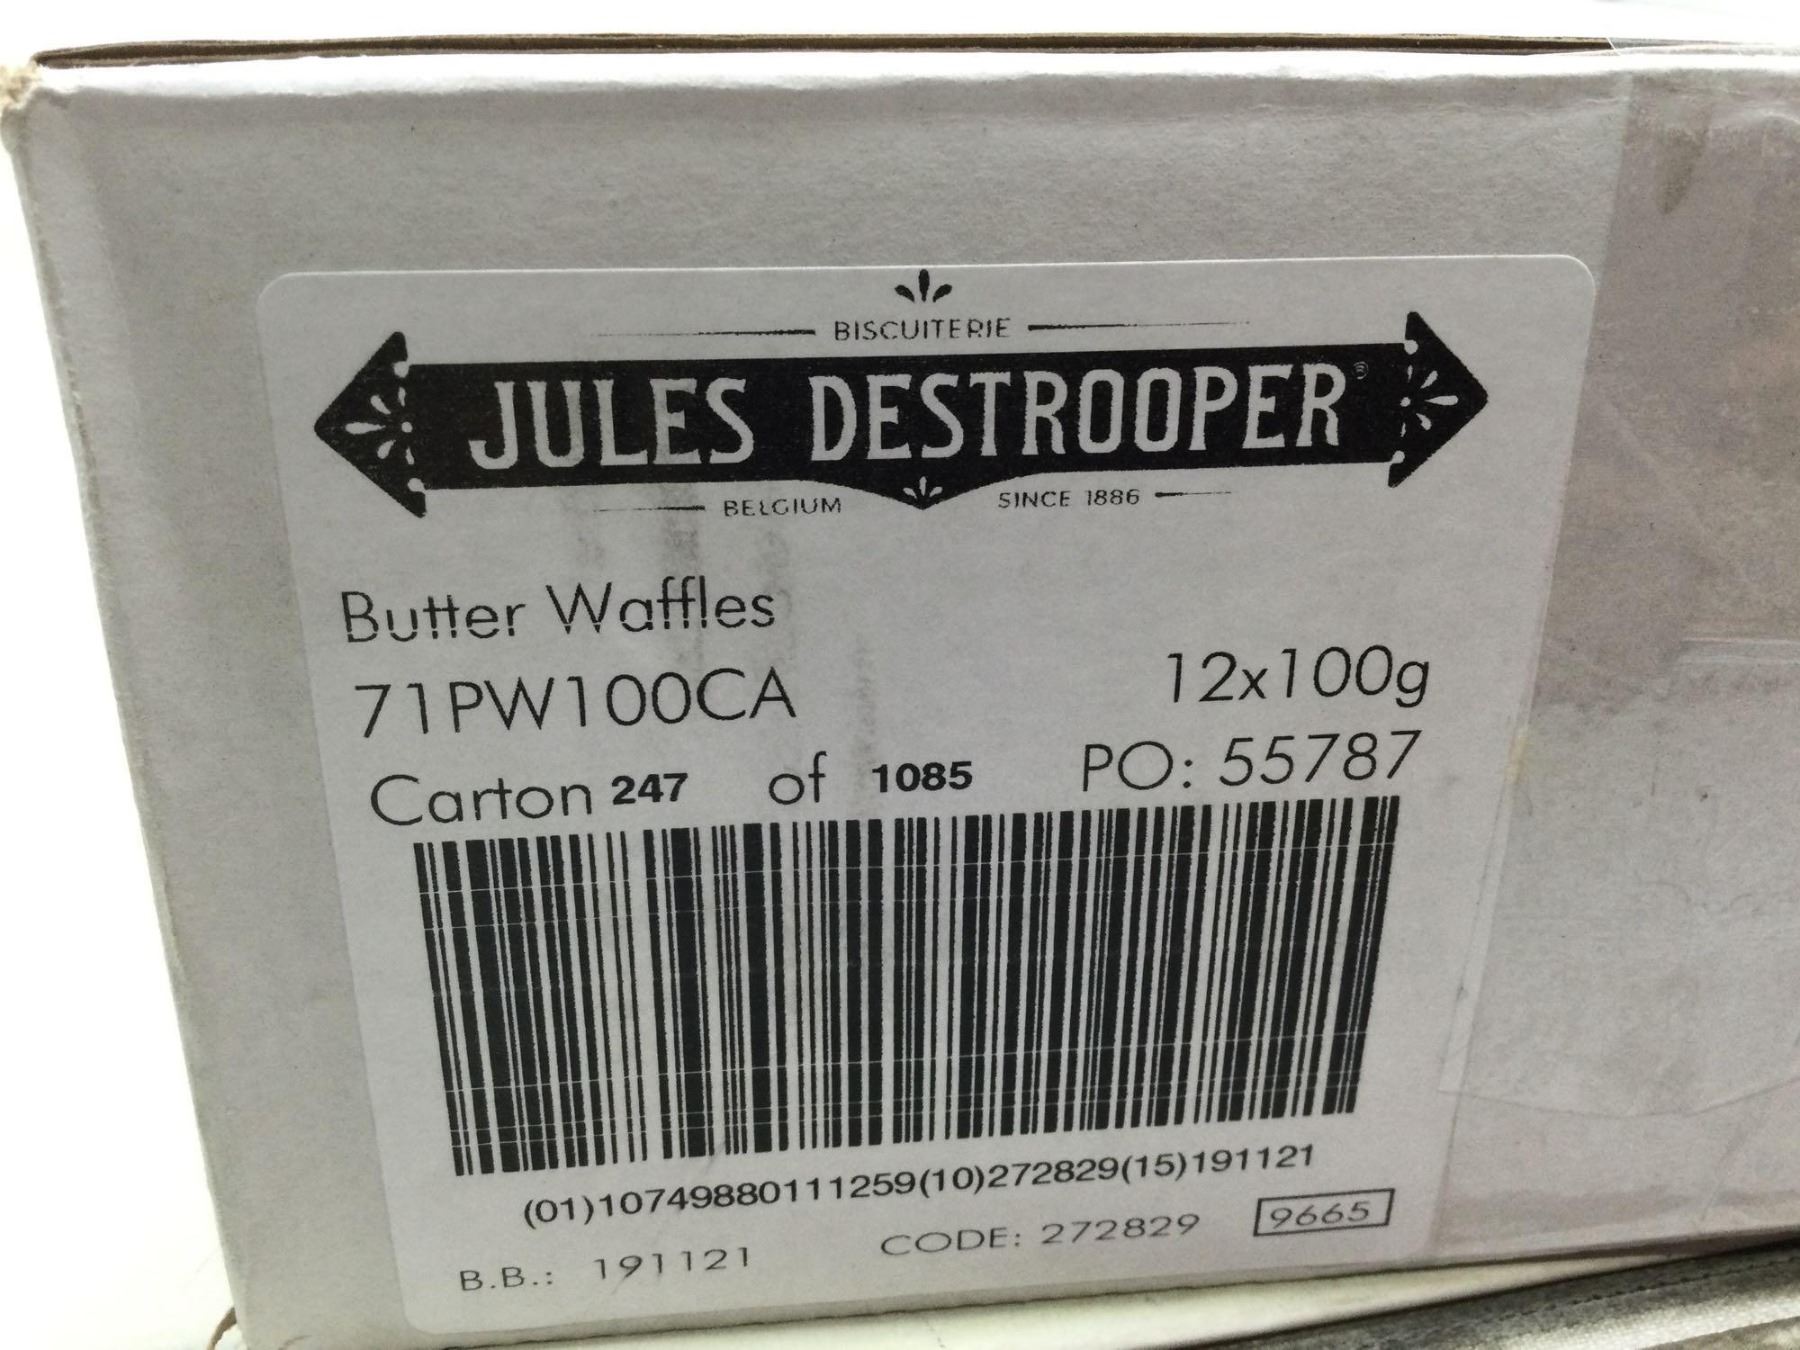 BISCUITERIE
JULES DESTROOPER®
BELGIUM SINCE 1886
Butter Waffles
71PW100CA 12x100g
Carton 247 of 1085 PO: 55787
(01)10749880111259(10)272829(15)191121
B.B.: 191121 CODE: 272829 9665